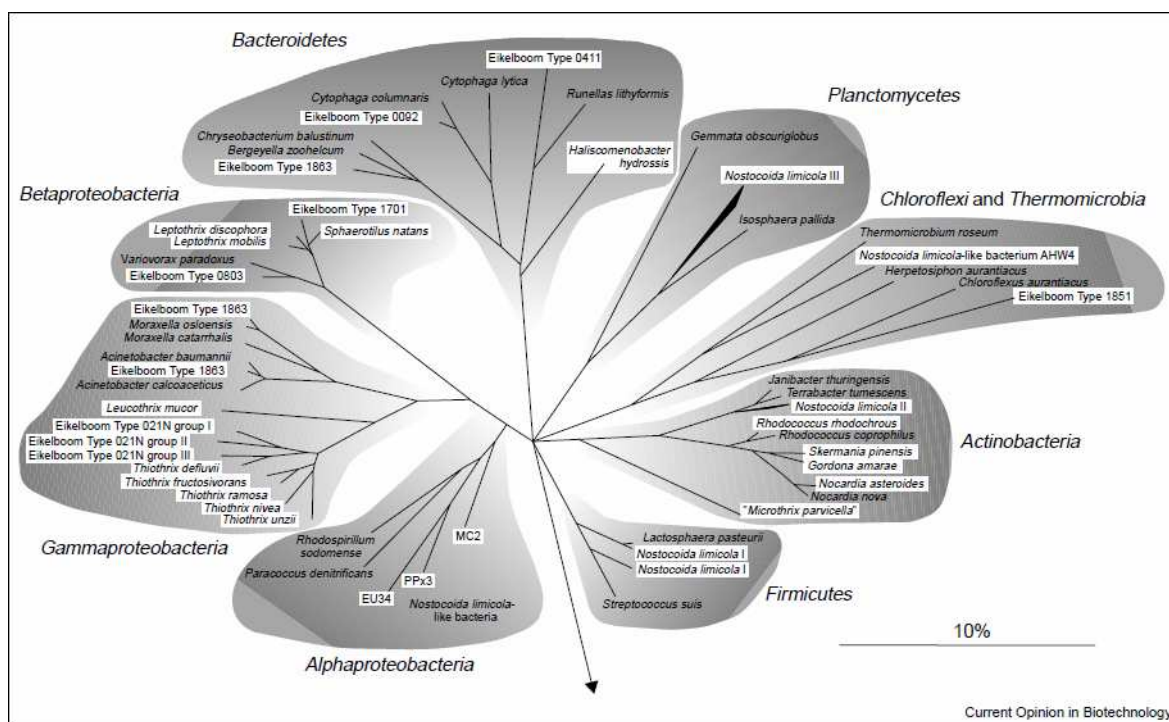 Bacteroidetes
Eikelboom Type 0411
Cytophaga lytica
Cytophaga columnaris
Runellas lithyformis
Eikelboom Type 0092
Chryseobacterium balustinum
Bergeyella zoohelcum
Eikelboom Type 1863
Haliscomenobacter
hydrossis
Planctomycetes
Gemmata obscuriglobus
Nostocoida limicola III
Isosphaera pallida
Chloroflexi and Thermomicrobia
Thermomicrobium roseum
Nostocoida limicola-like bacterium AHW4
Herpetosiphon aurantiacus
Chloroflexus aurantiacus
Eikelboom Type 1851
Betaproteobacteria
Eikelboom Type 1701
Leptothrix discophora
Sphaerotilus natans
Leptothrix mobilis
Variovorax paradoxus
Eikelboom Type 0803
Eikelboom Type 1863
Moraxella osloensis
Moraxella catarrhalis
Acinetobacter baumannii
Eikelboom Type 1863
Acinetobacter calcoaceticus
Leucothrix mucor
Eikelboom Type 021N group I
Eikelboom Type 021N group II
Eikelboom Type 021N group III
Thiothrix defluvii
Thiothrix fructosivorans
Thiothrix ramosa
Thiothrix nivea
Thiothrix unzii
Gammaproteobacteria
Janibacter thuringensis
Terrabacter tumescens
Nostocoida limicola II
Rhodococcus rhodochrous
Rhodococcus coprophilus
Skermania pinensis
Gordona amarae
Nocardia asteroides
Nocardia nova
"Microthrix parvicella"
Actinobacteria
Rhodospirillum
sodomense
MC2
Paracoccus denitrificans
PPx3
EU34
Nostocoida limicola-
like bacteria
Alphaproteobacteria
Lactosphaera pasteurii
Nostocoida limicola I
Nostocoida limicola I
Streptococcus suis
Firmicutes
10%
Current Opinion in Biotechnology